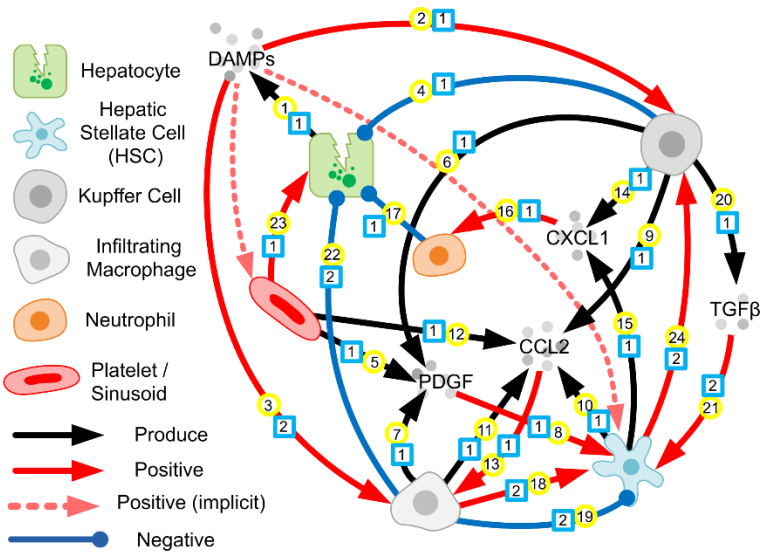 DAMPs
Hepatocyte
Hepatic
Stellate Cell
(HSC)
Kupffer Cell
Infiltrating
Macrophage
Neutrophil
Platelet /
Sinusoid
Produce
Positive
Positive (implicit)
Negative
2 1
4 1
1
1
6
1
14
1
20
1
9
1
16 1
17
1
23
1
22
2
CXCL1
TGFβ
15
1
24
2
2
21
1 12
CCL2
1
5
PDGF
3
2
7
1
11
1
13
1
1 8
10
1
2 18
2 19